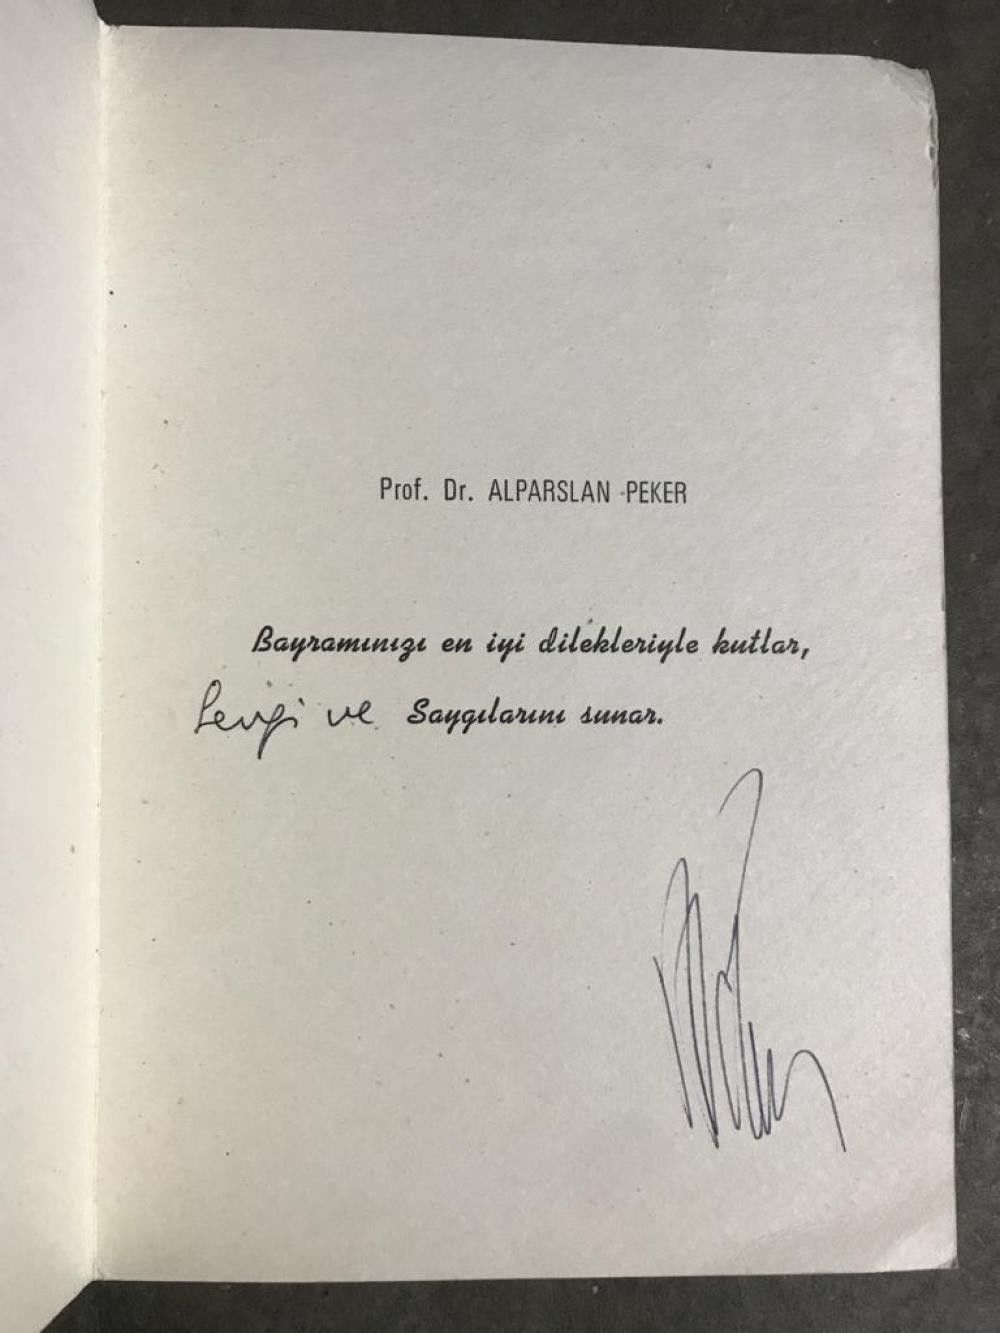 Prof. Dr. ALPARSLAN PEKER
Bayramınızı en iyi dilekleriyle kutlar,
Sevgi ve Saygılarını sunar.